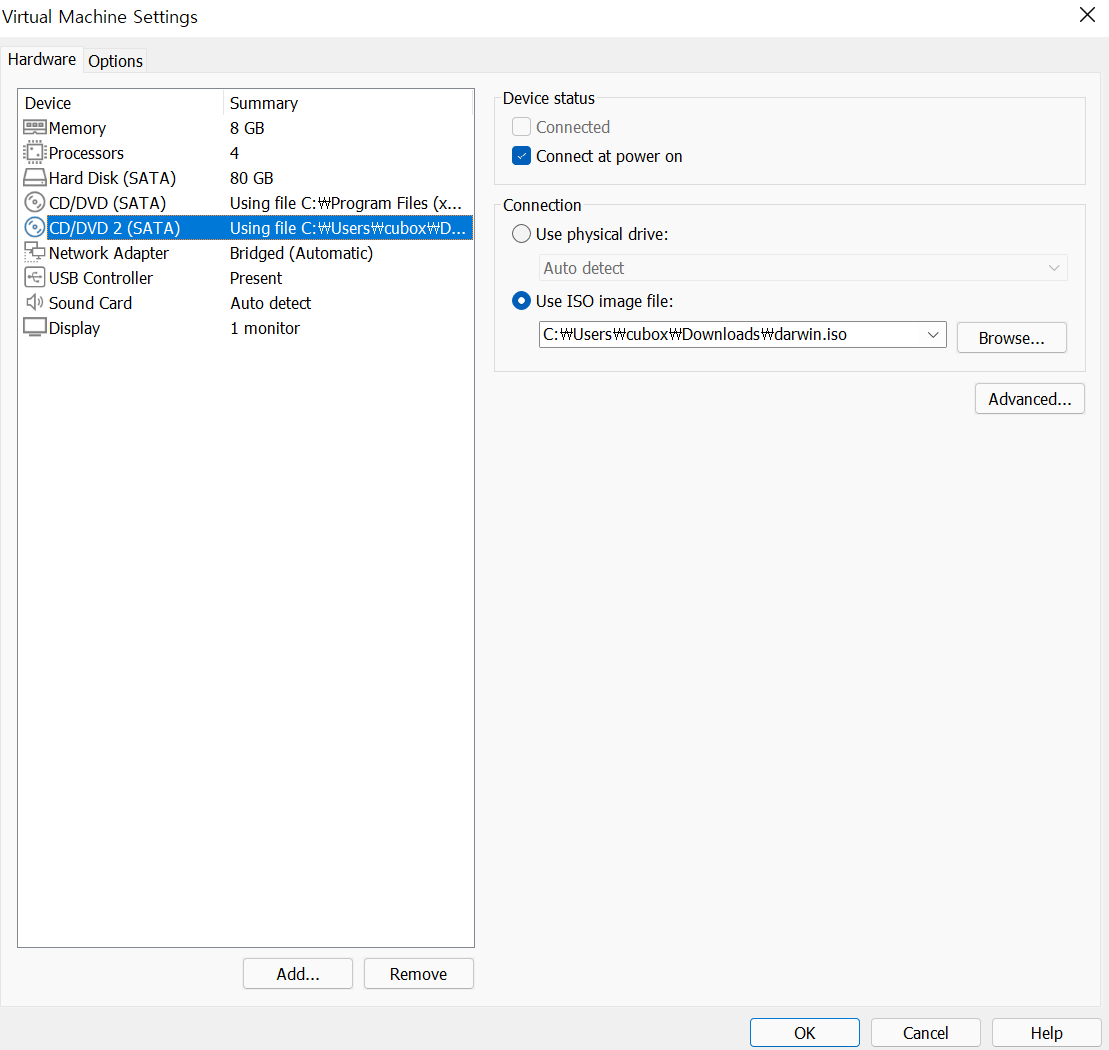 Virtual Machine Settings
Hardware Options
Device Summary
Memory 8 GB
Processors 4
Hard Disk (SATA) 80 GB
CD/DVD (SATA) Using file C:₩Program Files (x...
CD/DVD 2 (SATA) Using file C:₩Users₩cubox₩D...
Network Adapter Bridged (Automatic)
USB Controller Present
Sound Card Auto detect
Display 1 monitor
Device status
Connected
Connect at power on
Connection
Use physical drive:
Auto detect
Use ISO image file:
C:₩Users₩cubox₩Downloads₩darwin.iso Browse...
Advanced...
Add... Remove
OK Cancel Help